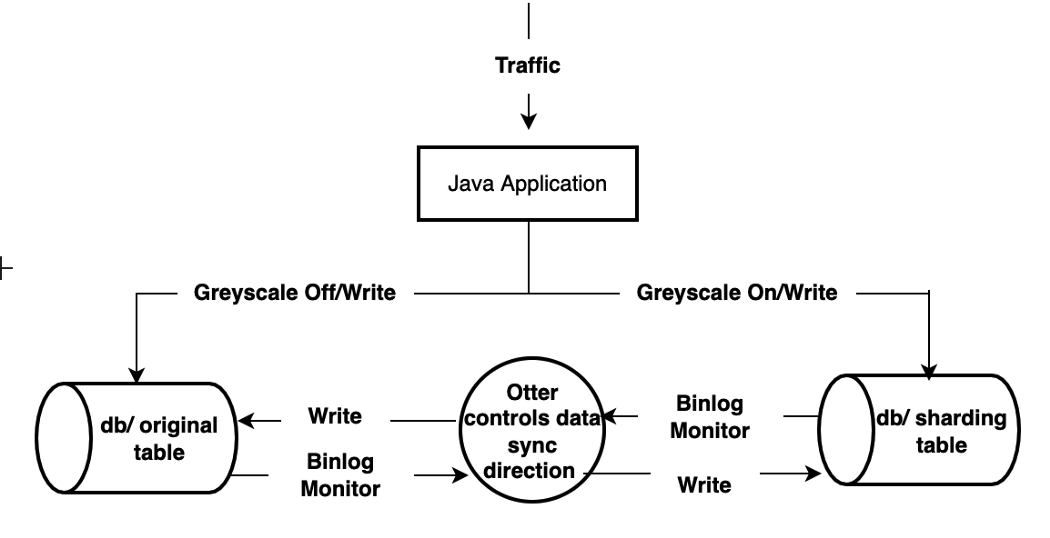 Traffic
Java Application
Greyscale Off/Write
Greyscale On/Write
db/ original
table
Write
Binlog
Monitor
Otter
controls data
sync
direction
Binlog
Monitor
Write
db/ sharding
table